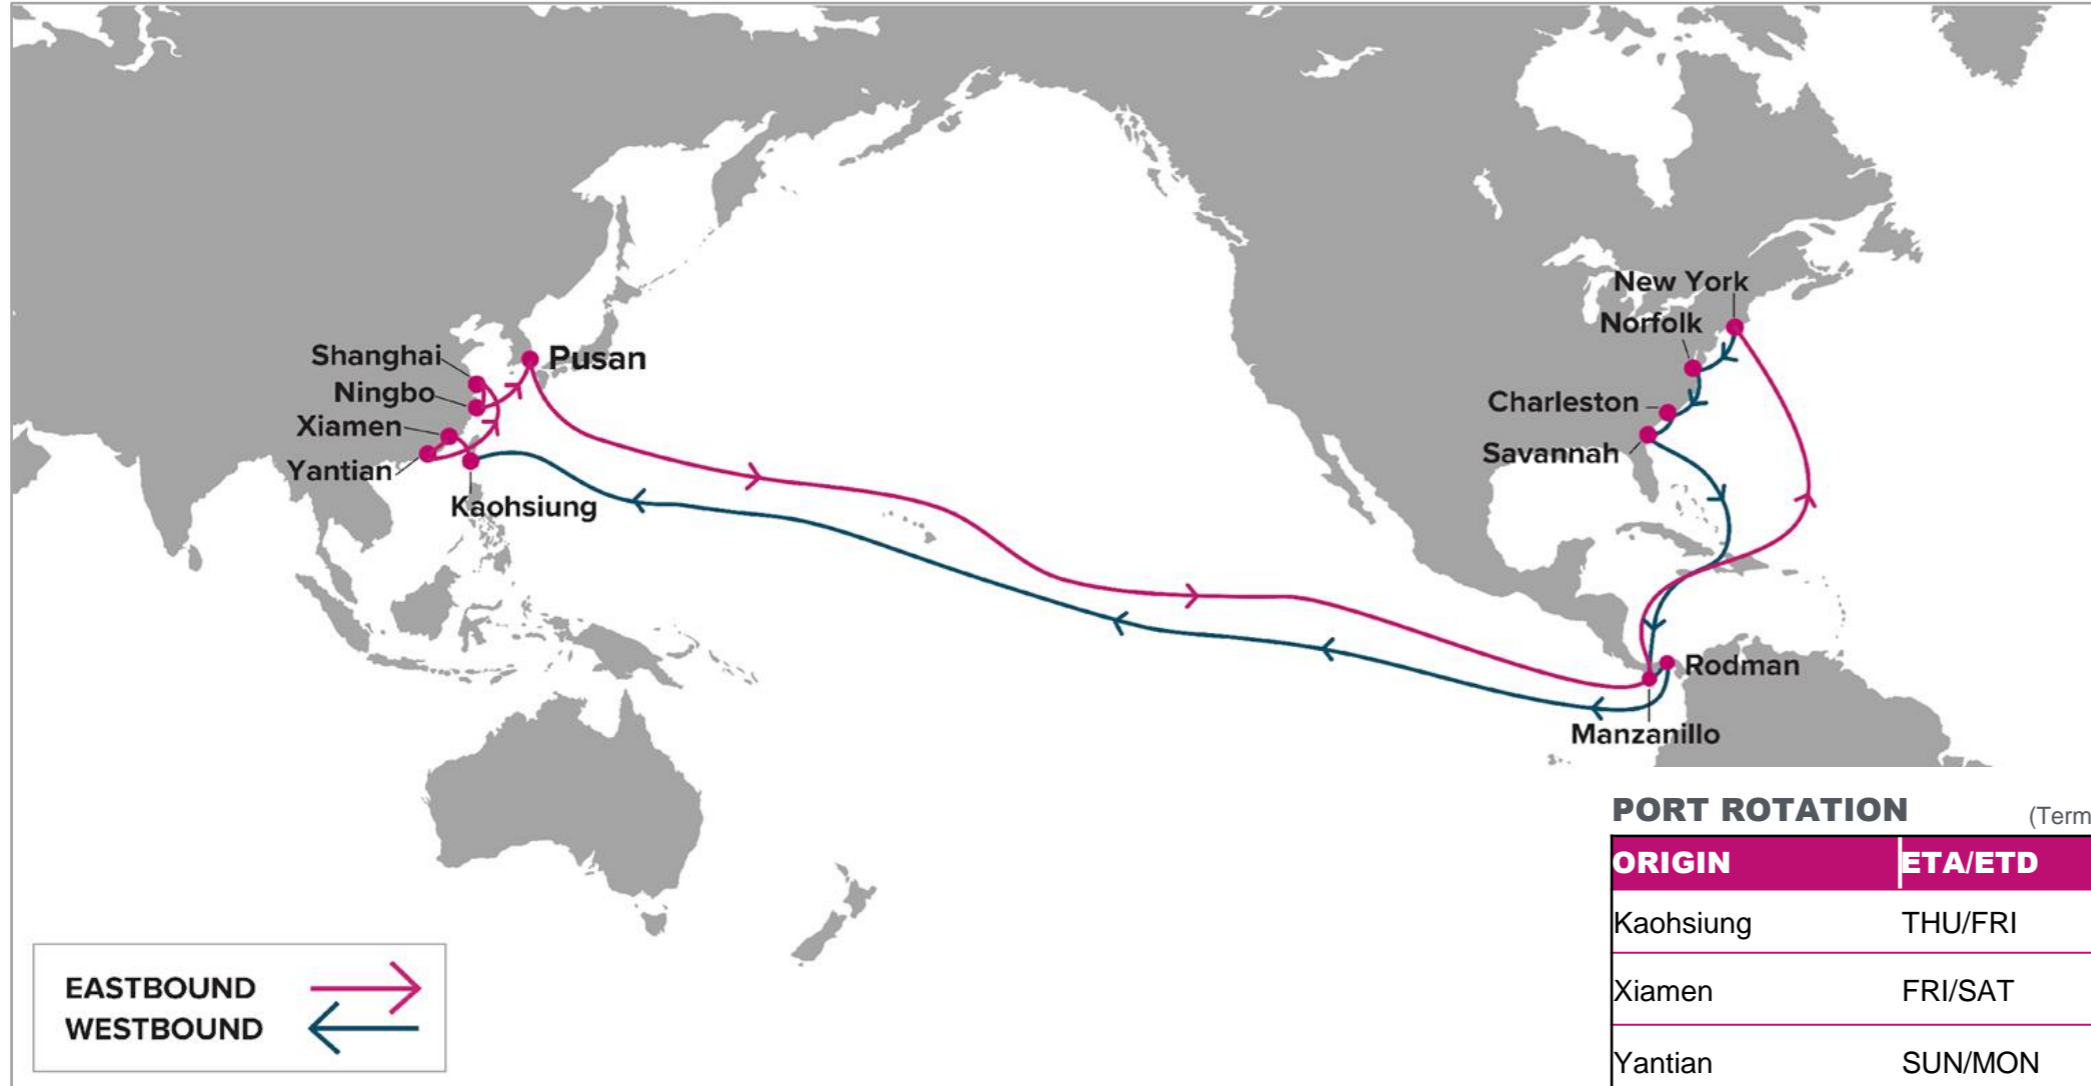 New York
Norfolk
Shanghai
Pusan
Ningbo
Charleston
Xiamen
Savannah
Yantian
Kaohsiung
Rodman
Manzanillo
PORT ROTATION (Term
ORIGIN ETA/ETD
Kaohsiung THU/FRI
Xiamen FRI/SAT
Yantian SUN/MON
EASTBOUND
WESTBOUND